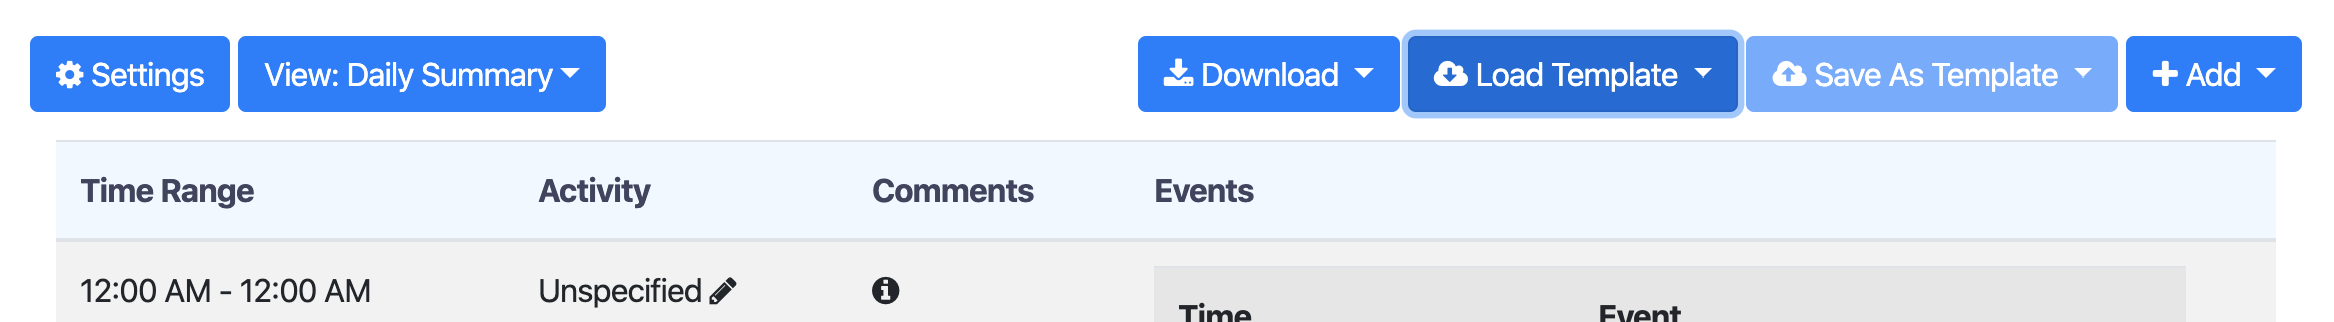 Settings View: Daily Summary Download Load Template Save As Template Add
Time Range Activity Comments Events
12:00 AM - 12:00 AM Unspecified
Time Event